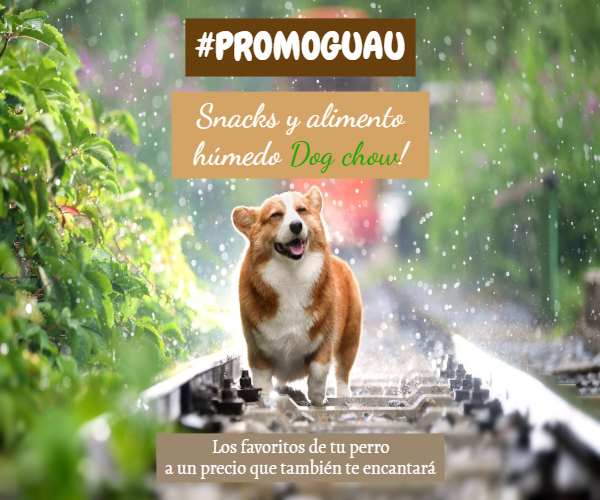 #PROMOGUAU
Snacks y alimento
húmedo Dog chow!
Los favoritos de tu perro
a un precio que también te encantará